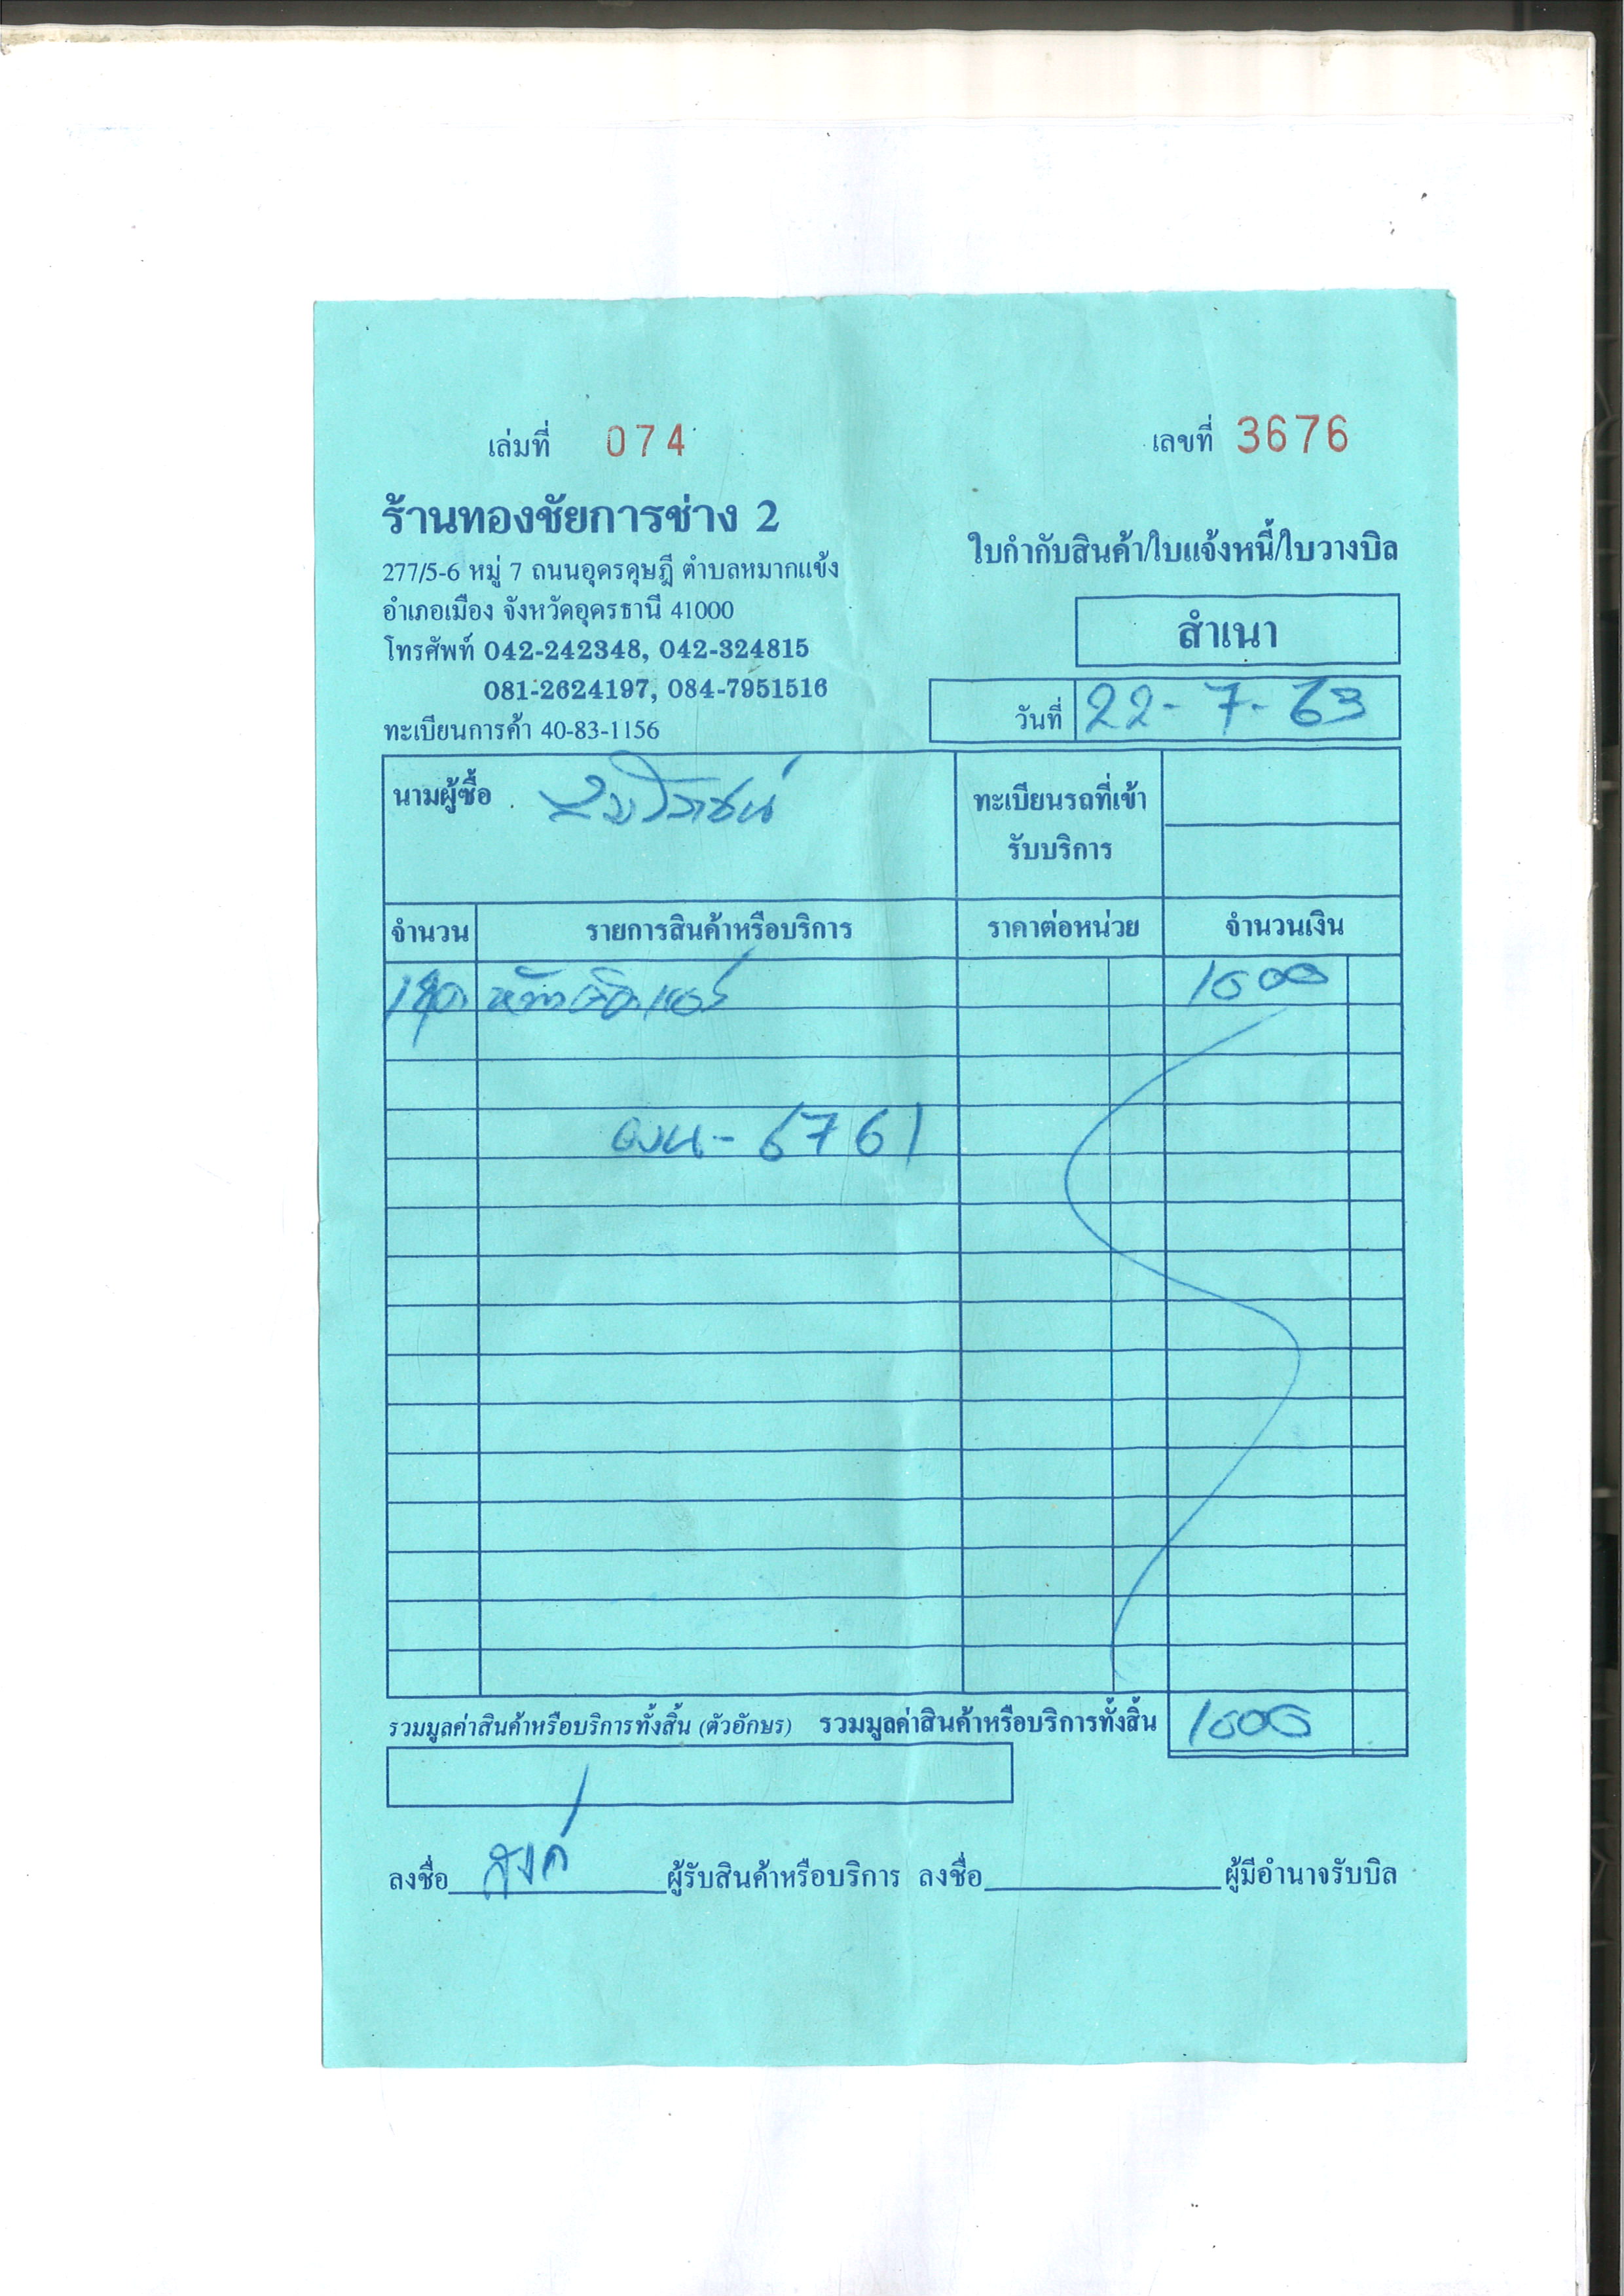 เล่มที่ 074
เลขที่ 3676
ร้านทองชัยการช่าง 2
277/5-6 หมู่ 7 ถนนอุดรดุษฎี ตำบลหมากแข้ง
อำเภอเมือง จังหวัดอุดรธานี 41000
โทรศัพท์ 042-242348, 042-324815
081-2624197, 084-7951516
ทะเบียนการค้า 40-83-1156
ใบกำกับสินค้า/ใบแจ้งหนี้/ใบวางบิล
สำเนา
วันที่ 22-7-63
นามผู้ซื้อ
ทะเบียนรถที่เข้า
รับบริการ
จำนวน รายการสินค้าหรือบริการ ราคาต่อหน่วย จำนวนเงิน
6761
รวมมูลค่าสินค้าหรือบริการทั้งสิ้น (ตัวอักษร) รวมมูลค่าสินค้าหรือบริการทั้งสิ้น
ลงชื่อ ผู้รับสินค้าหรือบริการ ลงชื่อ ผู้มีอำนาจรับบิล